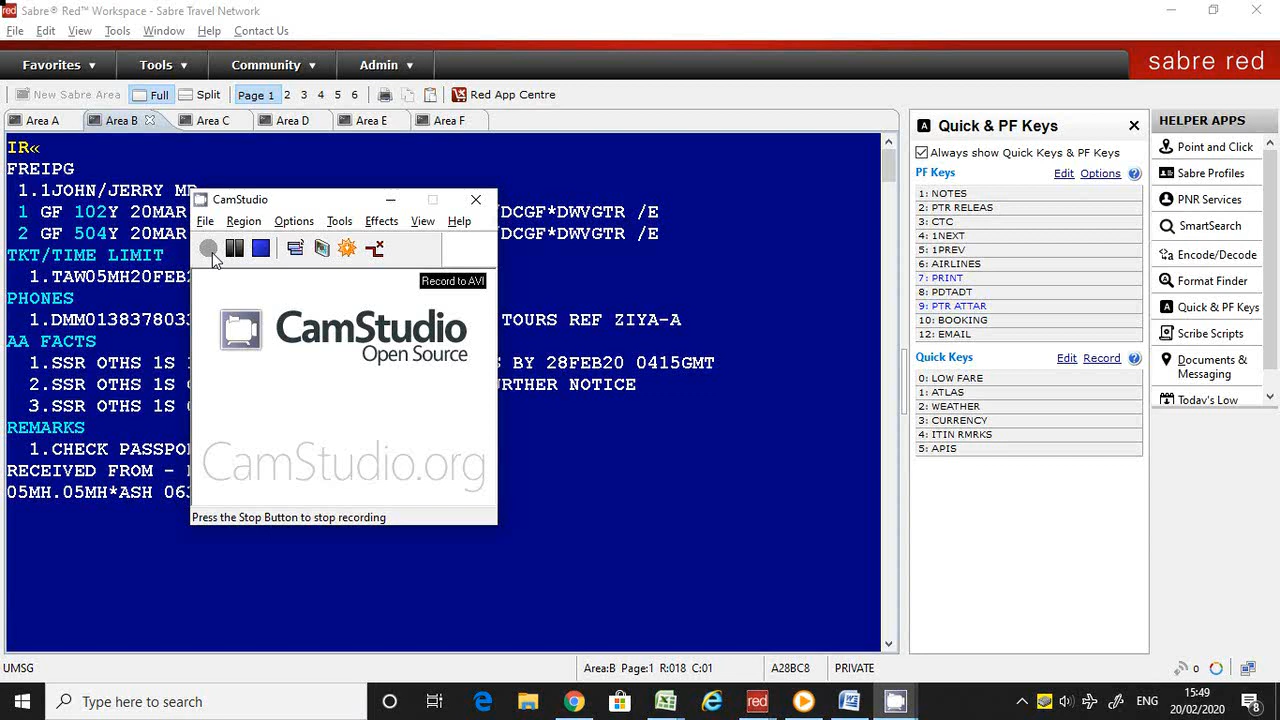 red Sabre® Red™ Workspace - Sabre Travel Network
File Edit View Tools Window Help Contact Us
Favorites Tools Community Admin sabre red
New Sabre Area Full Split Page 1 2 3 4 5 6 Red App Centre
Area A Area B Area C Area D Area E Area F
IR«
FREIPG
1.1JOHN/JERRY MR
1 GF 102Y 20MAR /DCGF*DWVGTR /E
2 GF 504Y 20MAR /DCGF*DWVGTR /E
TKT/TIME LIMIT
1.TAW05MH20FEB
PHONES
1.DMM013837803 TOURS REF ZIYA-A
AA FACTS
1.SSR OTHS 1S BY 28FEB20 0415GMT
2.SSR OTHS 1S URTHER NOTICE
3.SSR OTHS 1S
REMARKS
1.CHECK PASSPO
RECEIVED FROM -
05MH.05MH*ASH 06
CamStudio
File Region Options Tools Effects View Help
Record to AVI
CamStudio
Open Source
CamStudio.org
Press the Stop Button to stop recording
Quick & PF Keys
Always show Quick Keys & PF Keys
PF Keys Edit Options
1: NOTES
2: PTR RELEAS
3: CTC
4: 1NEXT
5: 1PREV
6: AIRLINES
7: PRINT
8: PDTADT
9: PTR ATTAR
10: BOOKING
12: EMAIL
Quick Keys Edit Record
0: LOW FARE
1: ATLAS
2: WEATHER
3: CURRENCY
4: ITIN RMRKS
5: APIS
HELPER APPS
Point and Click
Sabre Profiles
PNR Services
SmartSearch
Encode/Decode
Format Finder
Quick & PF Keys
Scribe Scripts
Documents &
Messaging
Today's Low
UMSG Area:B Page:1 R:018 C:01 A28BC8 PRIVATE 0
Type here to search red ENG 15:49
20/02/2020 8